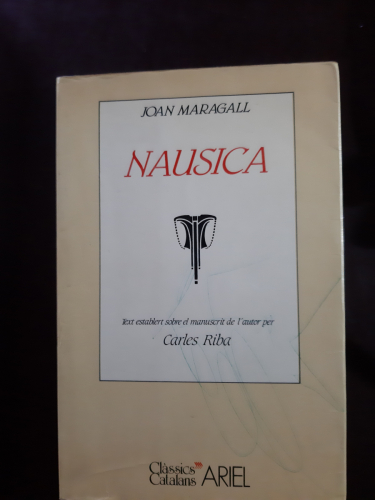 JOAN MARAGALL
NAUSICA
Text establert sobre el manuscrit de l'autor per
Carles Riba
Clàssics
Catalans ARIEL